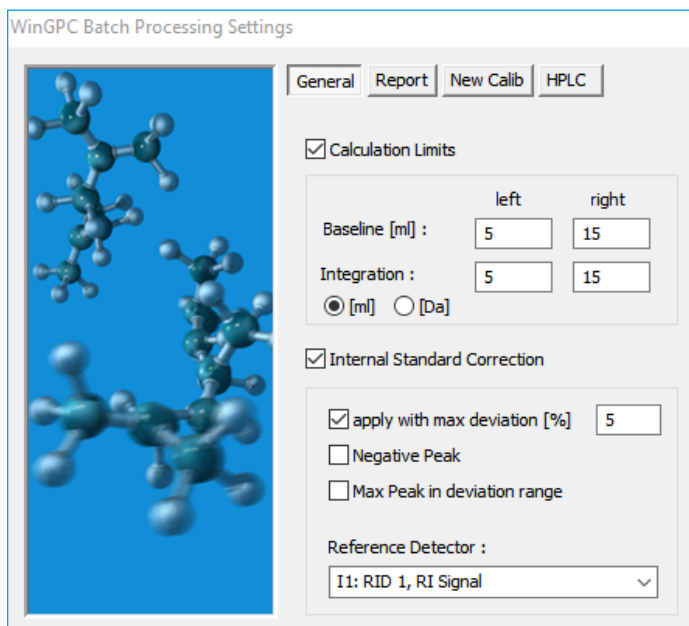 WinGPC Batch Processing Settings
General Report New Calib HPLC
Calculation Limits
left right
Baseline [ml] : 5 15
Integration : 5 15
[ml] [Da]
Internal Standard Correction
apply with max deviation [%] 5
Negative Peak
Max Peak in deviation range
Reference Detector :
I1: RID 1, RI Signal